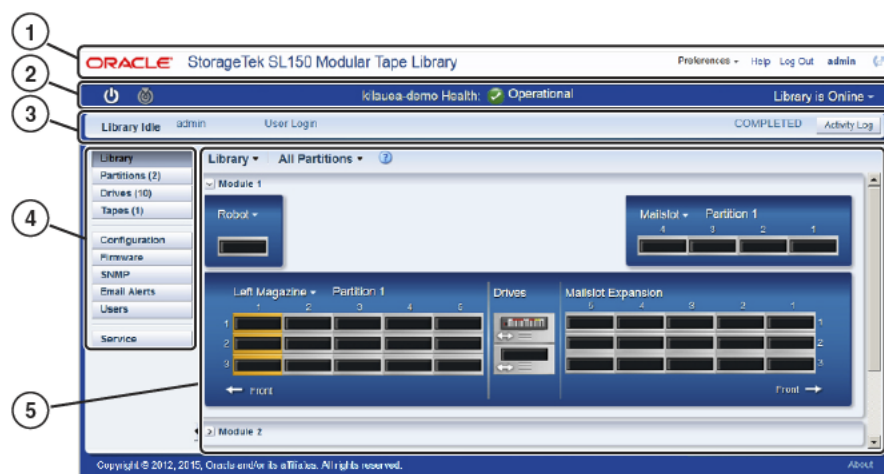 1
ORACLE StorageTek SL150 Modular Tape Library Preferences Help Log Out admin
2
kilauea-demo Health: Operational Library is Online
3
Library Idle admin User Login COMPLETED Activity Log
Library
Partitions (2)
Drives (10)
Tapes (1)
Configuration
Firmware
SNMP
Email Alerts
Users
Service
4
Library All Partitions ?
Module 1
Robot
Mailslot Partition 1
4 3 2 1
Left Magazine Partition 1
1 2 3 4 5
1
2
3
← Front
Drives
Mailslot Expansion
5 4 3 2 1
1
2
3
Front →
5
Module 2
Copyright © 2012, 2015, Oracle and/or its affiliates. All rights reserved. About